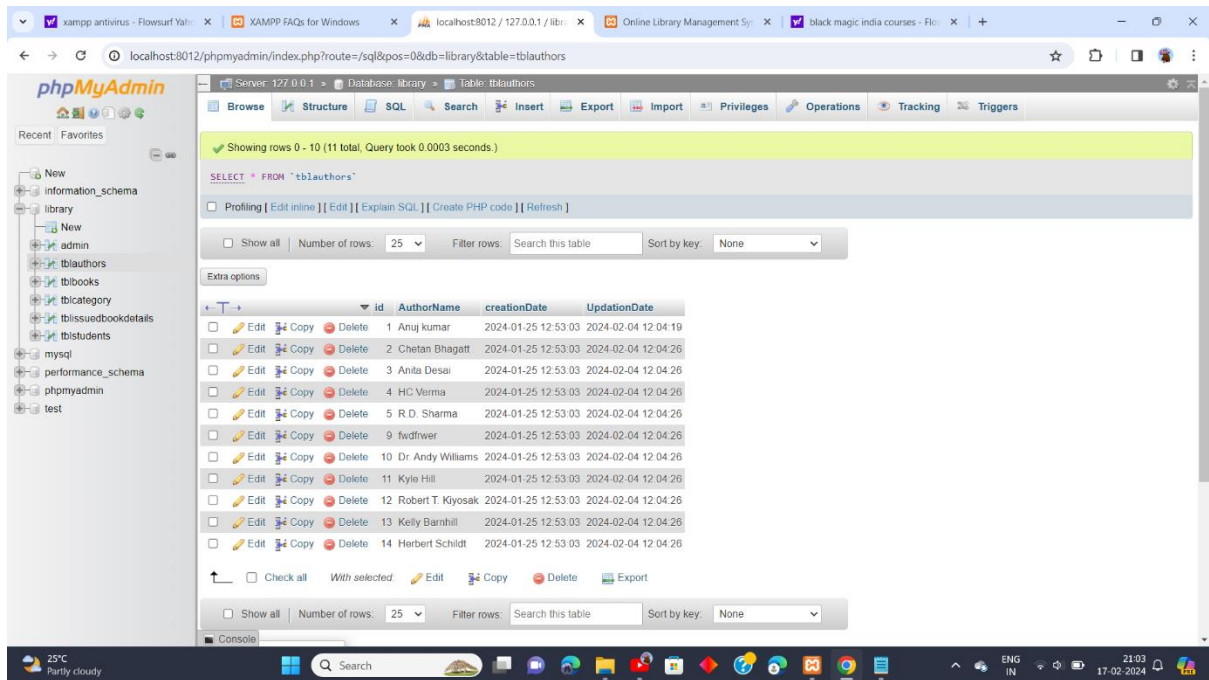 xampp antivirus - Flowsurf Yah
XAMPP FAQs for Windows
localhost:8012 / 127.0.0.1 / libr
Online Library Management Sy
black magic india courses - Flo
localhost:8012/phpmyadmin/index.php?route=/sql&pos=0&db=library&table=tblauthors
phpMyAdmin
Recent Favorites
New
information_schema
library
New
admin
tblauthors
tblbooks
tblcategory
tblissuedbookdetails
tblstudents
mysql
performance_schema
phpmyadmin
test
Server: 127.0.0.1 » Database: library » Table: tblauthors
Browse Structure SQL Search Insert Export Import Privileges Operations Tracking Triggers
Showing rows 0 - 10 (11 total, Query took 0.0003 seconds.)
SELECT * FROM `tblauthors`
Profiling [ Edit inline ] [ Edit ] [ Explain SQL ] [ Create PHP code ] [ Refresh ]
Show all | Number of rows: 25 Filter rows: Search this table Sort by key: None
Extra options
id AuthorName creationDate UpdationDate
Edit Copy Delete 1 Anuj kumar 2024-01-25 12:53:03 2024-02-04 12:04:19
Edit Copy Delete 2 Chetan Bhagatt 2024-01-25 12:53:03 2024-02-04 12:04:26
Edit Copy Delete 3 Anita Desai 2024-01-25 12:53:03 2024-02-04 12:04:26
Edit Copy Delete 4 HC Verma 2024-01-25 12:53:03 2024-02-04 12:04:26
Edit Copy Delete 5 R.D. Sharma 2024-01-25 12:53:03 2024-02-04 12:04:26
Edit Copy Delete 9 fwdfrwer 2024-01-25 12:53:03 2024-02-04 12:04:26
Edit Copy Delete 10 Dr. Andy Williams 2024-01-25 12:53:03 2024-02-04 12:04:26
Edit Copy Delete 11 Kyle Hill 2024-01-25 12:53:03 2024-02-04 12:04:26
Edit Copy Delete 12 Robert T. Kiyosak 2024-01-25 12:53:03 2024-02-04 12:04:26
Edit Copy Delete 13 Kelly Barnhill 2024-01-25 12:53:03 2024-02-04 12:04:26
Edit Copy Delete 14 Herbert Schildt 2024-01-25 12:53:03 2024-02-04 12:04:26
Check all With selected: Edit Copy Delete Export
Show all | Number of rows: 25 Filter rows: Search this table Sort by key: None
Console
25°C
Partly cloudy
Search
ENG
IN
21:03
17-02-2024